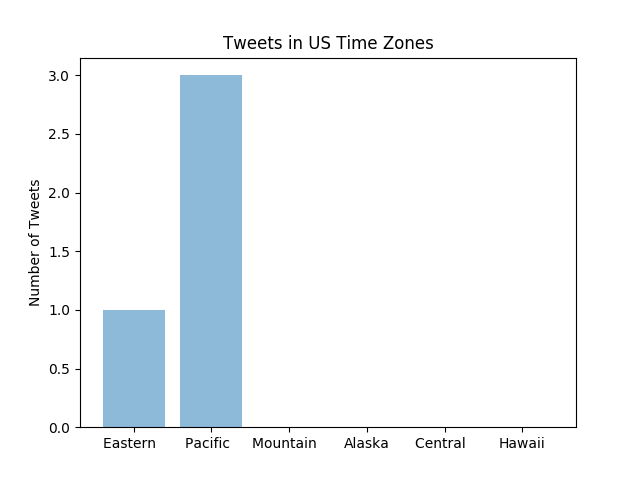 Tweets in US Time Zones
Number of Tweets
3.0
2.5
2.0
1.5
1.0
0.5
0.0
Eastern Pacific Mountain Alaska Central Hawaii